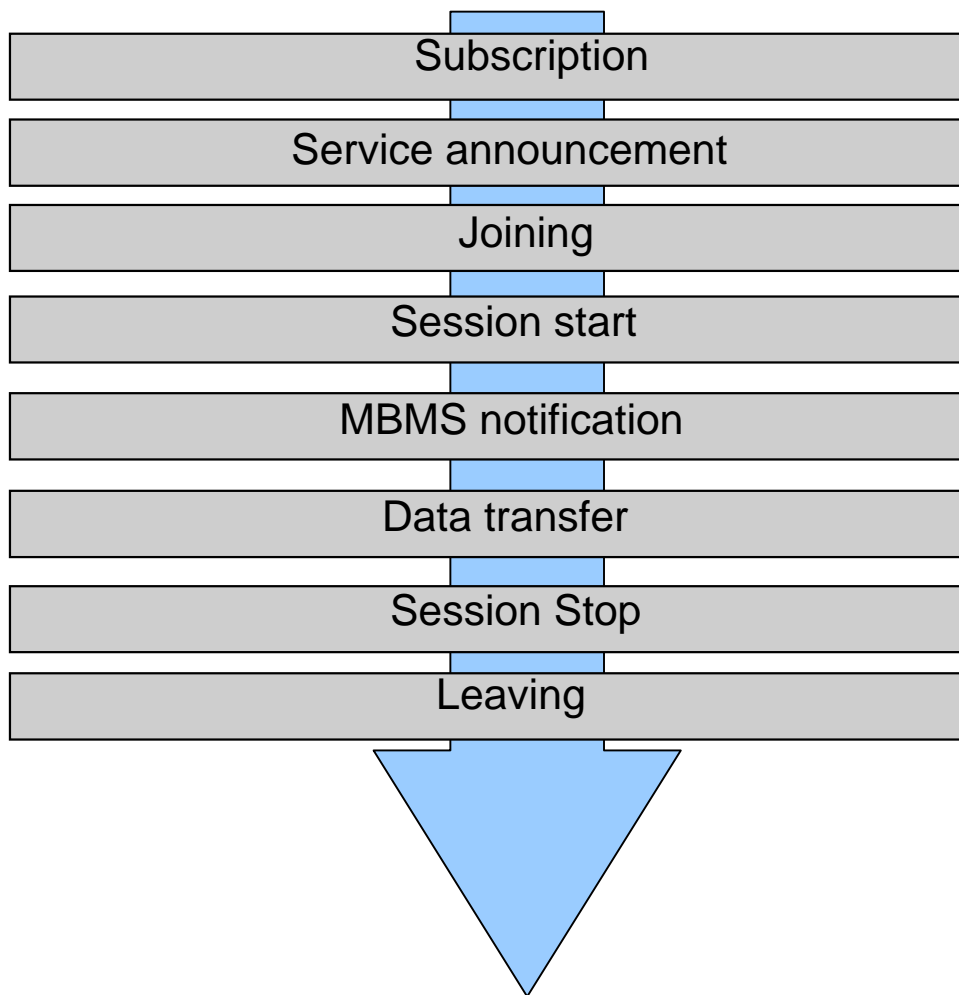 Subscription
Service announcement
Joining
Session start
MBMS notification
Data transfer
Session Stop
Leaving